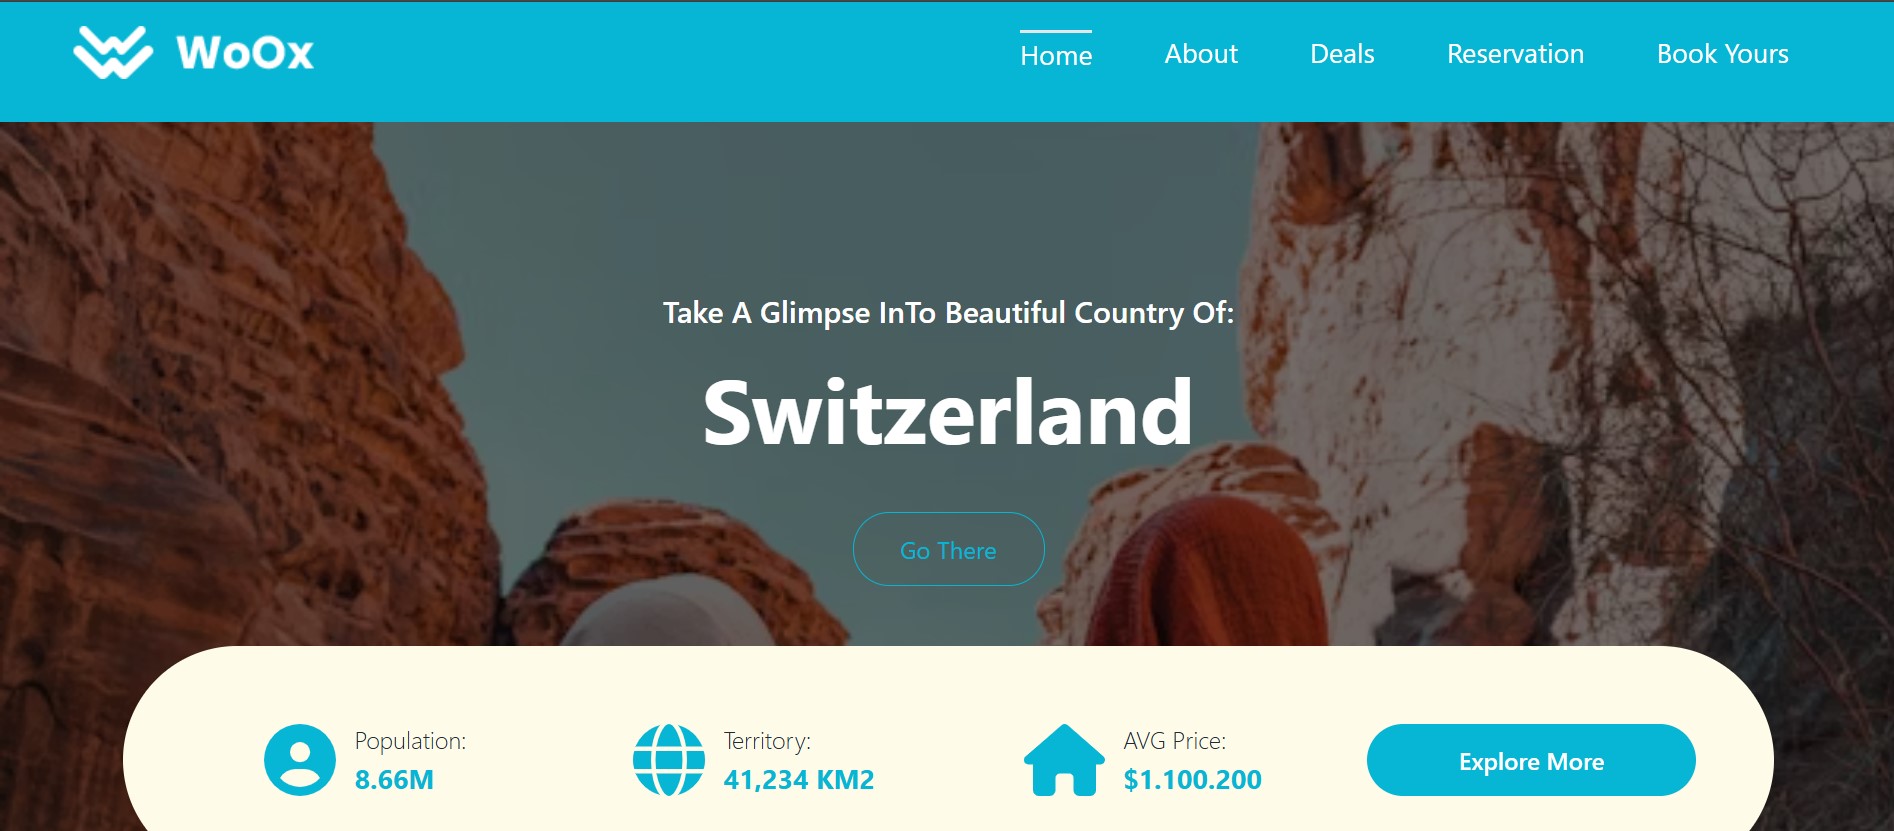 WoOx
Home About Deals Reservation Book Yours
Take A Glimpse InTo Beautiful Country Of:
Switzerland
Go There
Population:
8.66M
Territory:
41,234 KM2
AVG Price:
$1.100.200
Explore More